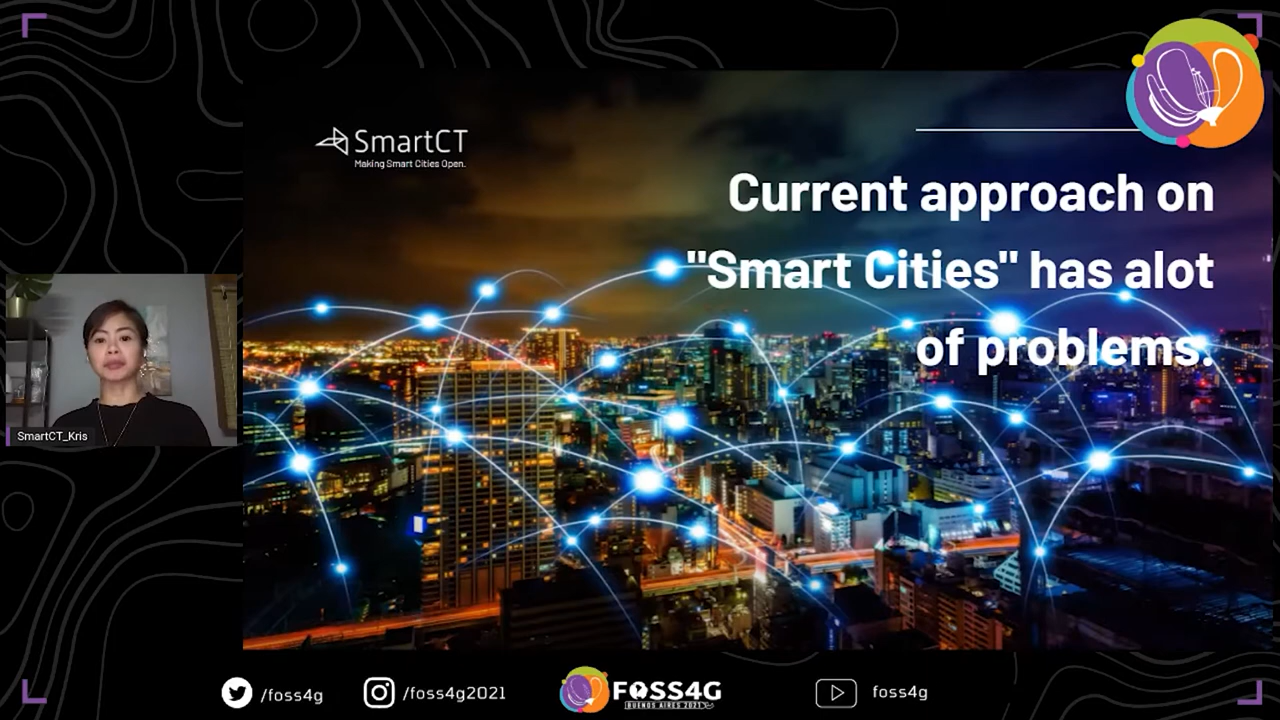 SmartCT
Making Smart Cities Open.
Current approach on
"Smart Cities" has alot
of problems.
SmartCT_Kris
/foss4g
/foss4g2021
FOSS4G
BUENOS AIRES 2021
foss4g